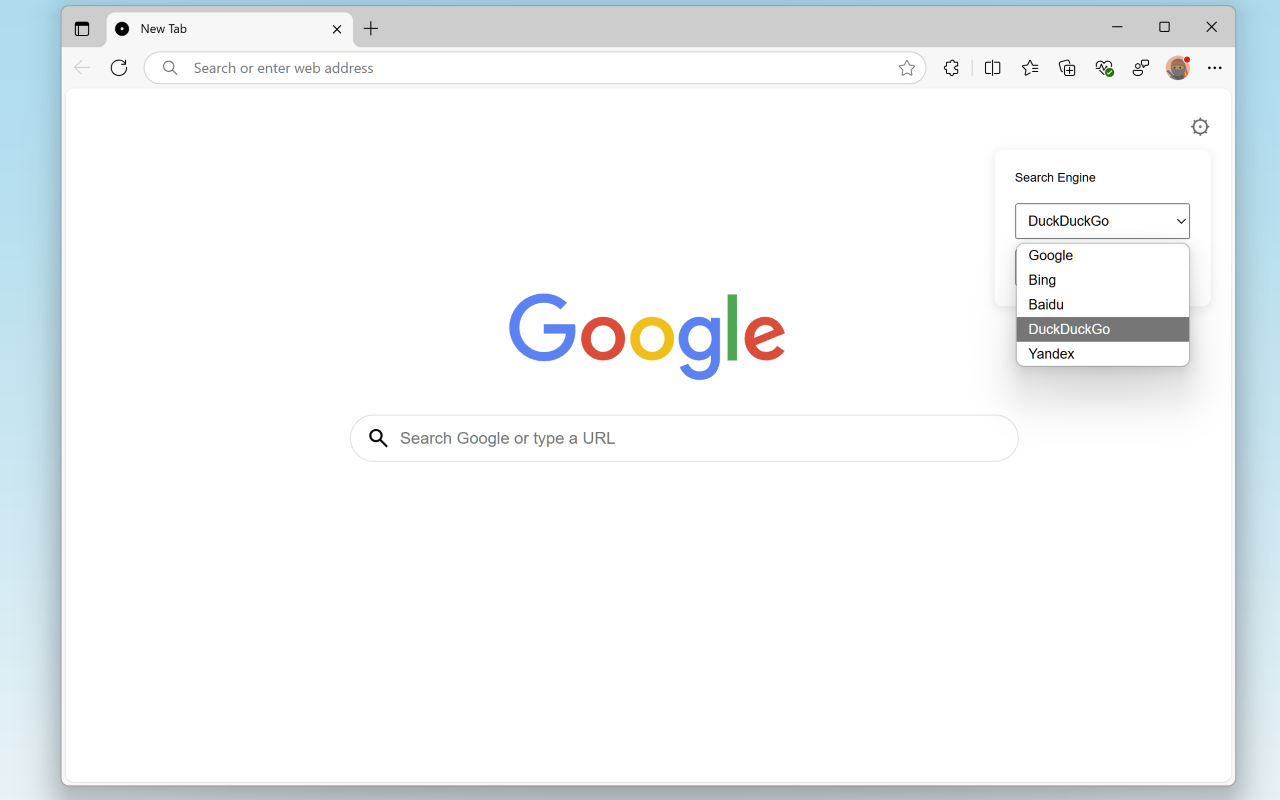 New Tab
Search or enter web address
Search Engine
DuckDuckGo
Google
Bing
Baidu
DuckDuckGo
Yandex
Google
Search Google or type a URL